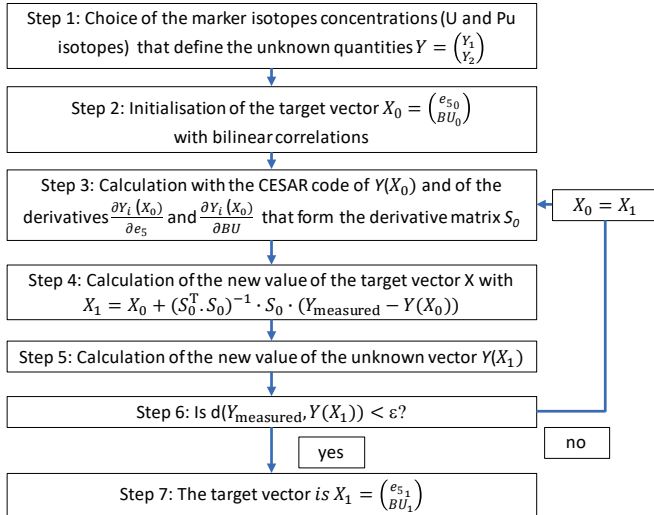 Step 1: Choice of the marker isotopes concentrations (U and Pu
isotopes) that define the unknown quantities Y = (Y₁ Y₂)
Step 2: Initialisation of the target vector X₀ = (e₅₀ BU₀)
with bilinear correlations
Step 3: Calculation with the CESAR code of Y(X₀) and of the
derivatives ∂Yᵢ(X₀)/∂e₅ and ∂Yᵢ(X₀)/∂BU that form the derivative matrix S₀
X₀ = X₁
Step 4: Calculation of the new value of the target vector X with
X₁ = X₀ + (S₀ᵀ.S₀)⁻¹ · S₀ · (Y_measured − Y(X₀))
Step 5: Calculation of the new value of the unknown vector Y(X₁)
Step 6: Is d(Y_measured, Y(X₁)) < ε?
no
yes
Step 7: The target vector is X₁ = (e₅₁ BU₁)